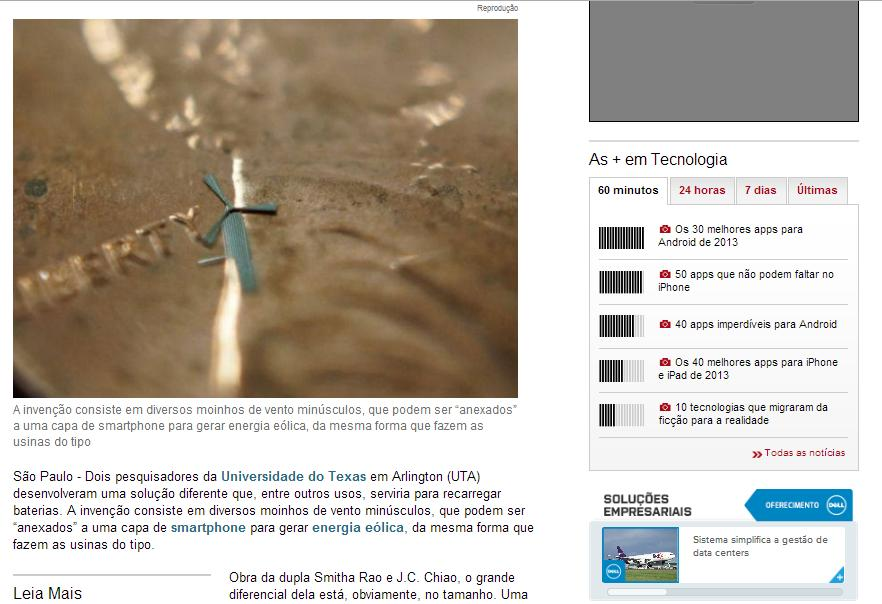 Reprodução
LIBERTY
A invenção consiste em diversos moinhos de vento minúsculos, que podem ser “anexados”
a uma capa de smartphone para gerar energia eólica, da mesma forma que fazem as
usinas do tipo
São Paulo - Dois pesquisadores da Universidade do Texas em Arlington (UTA)
desenvolveram uma solução diferente que, entre outros usos, serviria para recarregar
baterias. A invenção consiste em diversos moinhos de vento minúsculos, que podem ser
“anexados” a uma capa de smartphone para gerar energia eólica, da mesma forma que
fazem as usinas do tipo.
Leia Mais
Obra da dupla Smitha Rao e J.C. Chiao, o grande
diferencial dela está, obviamente, no tamanho. Uma
As + em Tecnologia
60 minutos 24 horas 7 dias Últimas
Os 30 melhores apps para
Android de 2013
50 apps que não podem faltar no
iPhone
40 apps imperdíveis para Android
Os 40 melhores apps para iPhone
e iPad de 2013
10 tecnologias que migraram da
ficção para a realidade
Todas as notícias
SOLUÇÕES
EMPRESARIAIS
OFERECIMENTO DELL
FedEx
DELL
Sistema simplifica a gestão de
data centers